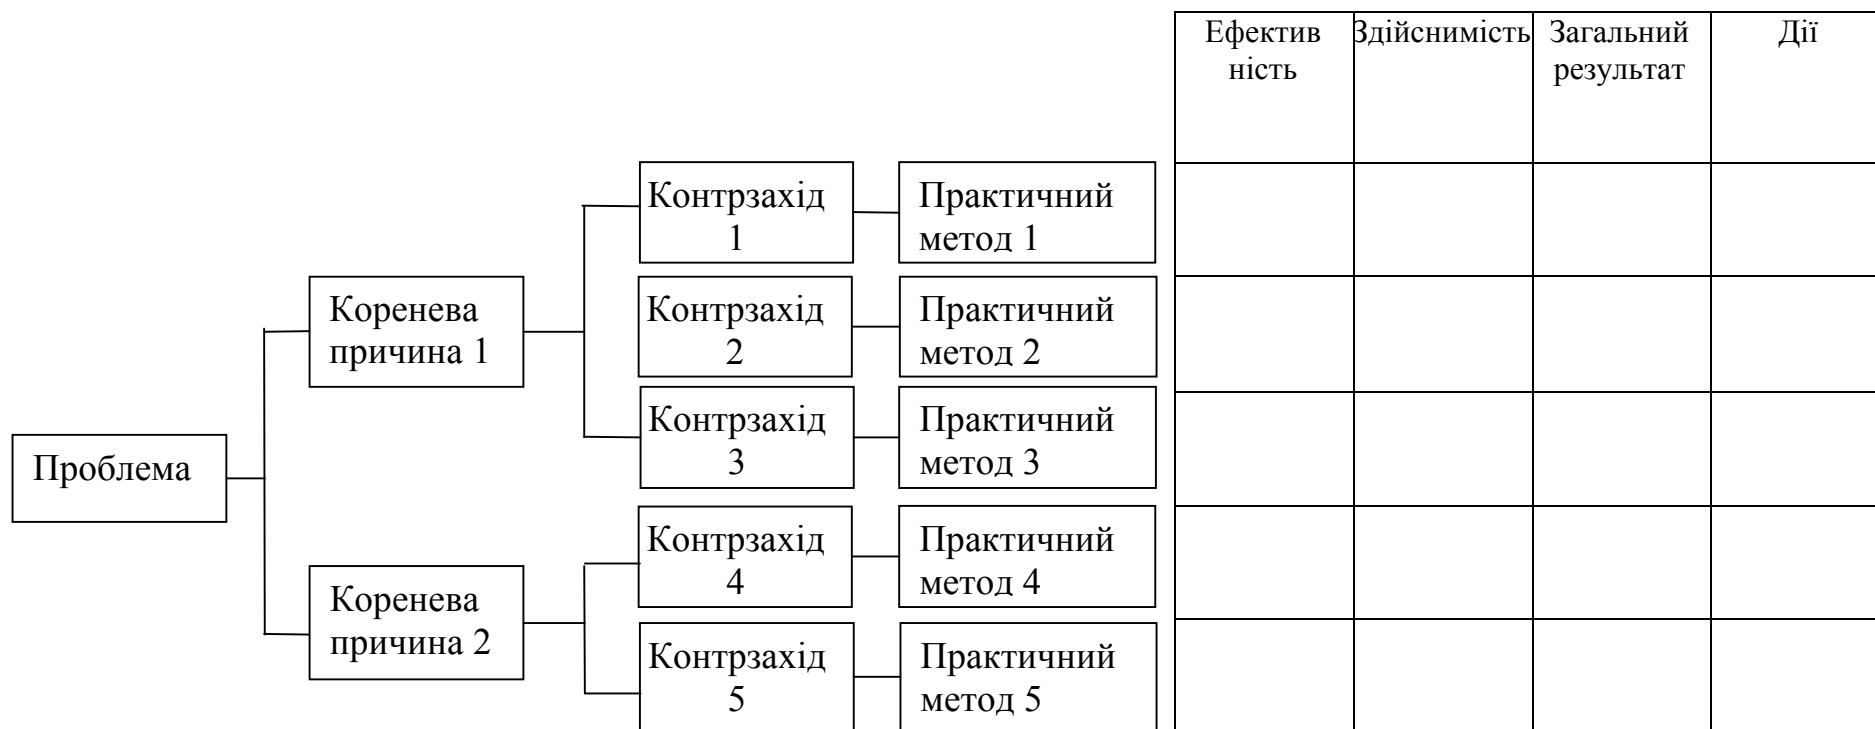 Ефектив
ність
Здійснимість
Загальний
результат
Дії
Контрзахід
1
Практичний
метод 1
Коренева
причина 1
Контрзахід
2
Практичний
метод 2
Контрзахід
3
Практичний
метод 3
Проблема
Контрзахід
4
Практичний
метод 4
Коренева
причина 2
Контрзахід
5
Практичний
метод 5